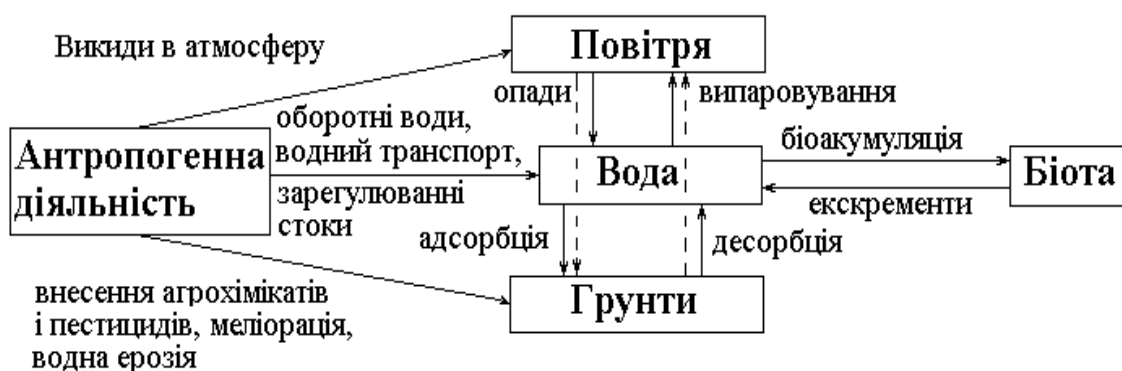 Викиди в атмосферу
Повітря
опади
випаровування
оборотні води,
водний транспорт,
зарегулюванні
стоки
Антропогенна
діяльність
Вода
біоакумуляція
екскременти
Біота
адсорбція
десорбція
Грунти
внесення агрохімікатів
і пестицидів, меліорація,
водна ерозія